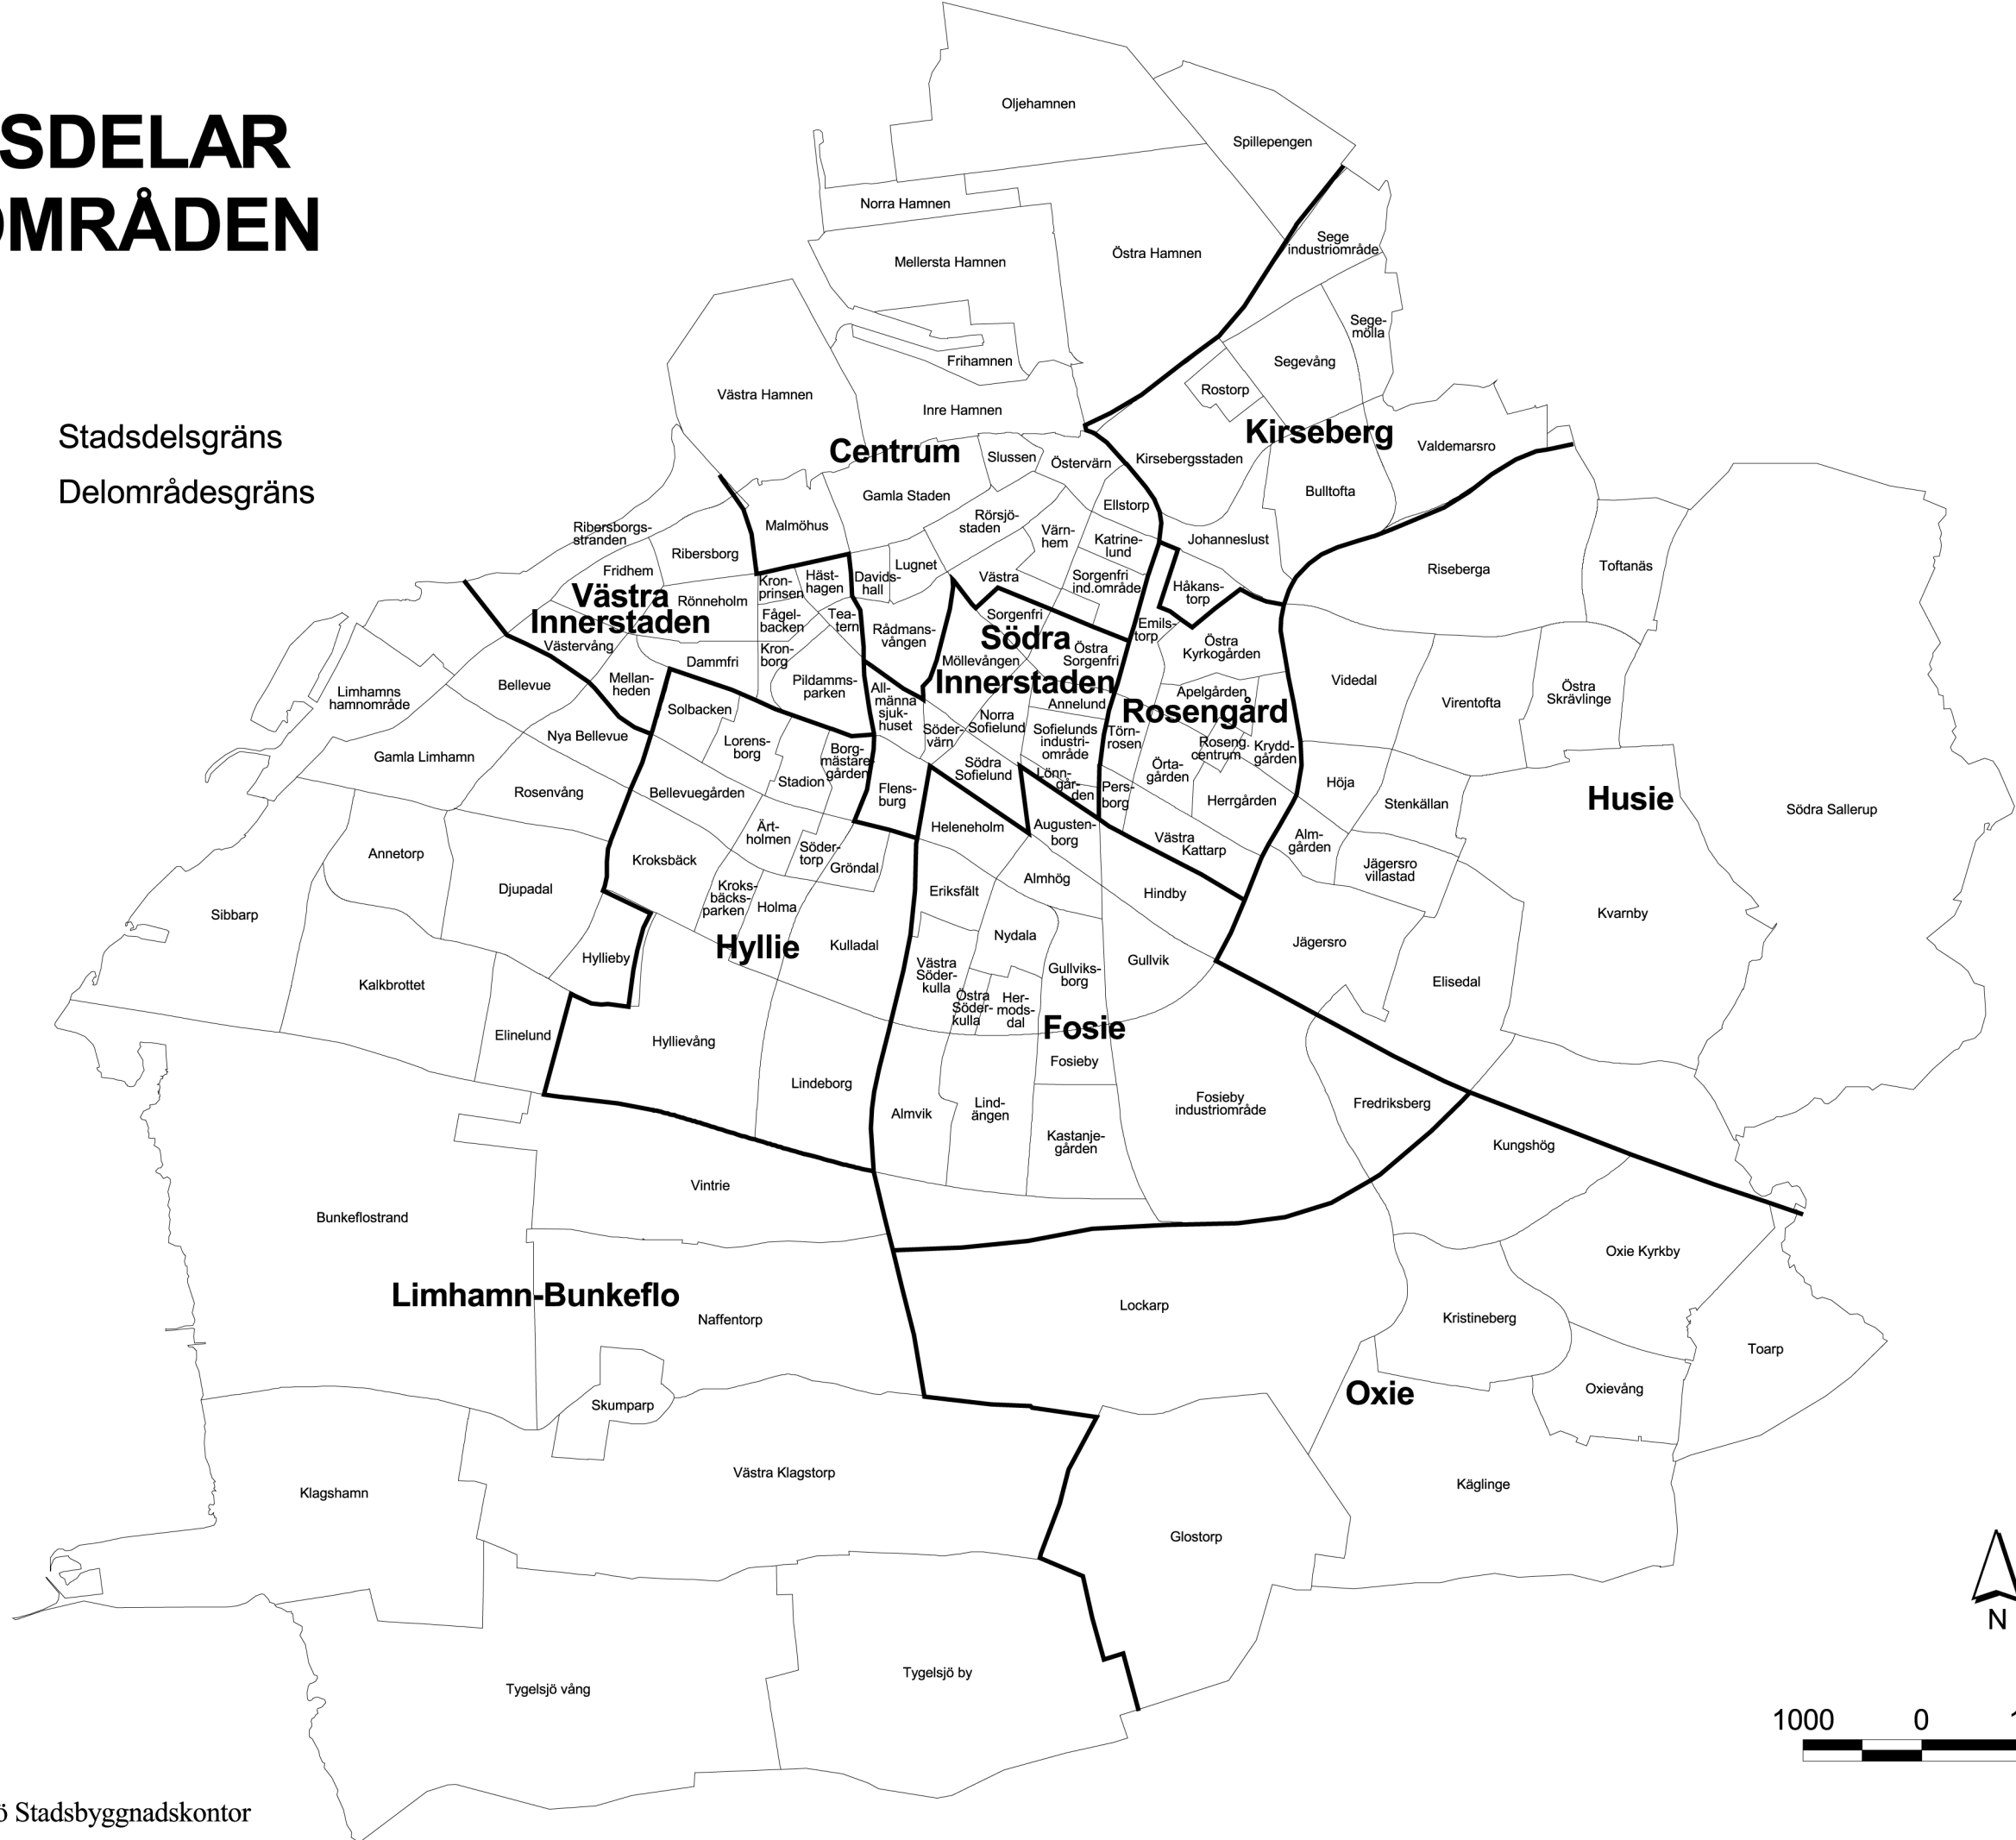 SDELAR
OMRÅDEN
Stadsdelsgräns
Delområdesgräns
Oljehamnen
Spillepengen
Norra Hamnen
Sege
industriområde
Östra Hamnen
Mellersta Hamnen
Sege-
mölla
Frihamnen
Segevång
Västra Hamnen
Rostorp
Inre Hamnen
Kirseberg
Centrum
Valdemarsro
Slussen
Östervärn
Kirsebergsstaden
Gamla Staden
Bulltofta
Ellstorp
Rörsjö-
staden
Malmöhus
Ribersborgs-
stranden
Värn-
hem
Katrine-
lund
Johanneslust
Ribersborg
Lugnet
Riseberga
Toftanäs
Fridhem
Kron-
prinsen
Häst-
hagen
Davids-
hall
Västra
Sorgenfri
ind.område
Håkans-
torp
Västra
Innerstaden
Rönneholm
Fågel-
backen
Tea-
tern
Sorgenfri
Emils-
torp
Rådmans-
vången
Södra
Innerstaden
Östra
Kyrkogården
Västervång
Kron-
borg
Dammfri
Möllevången
Östra
Sorgenfri
Bellevue
Mellan-
heden
Pildamms-
parken
All-
männa
sjuk-
huset
Apelgården
Videdal
Östra
Skrävlinge
Limhamns
hamnområde
Virentofta
Annelund
Rosengård
Solbacken
Nya Bellevue
Lorens-
borg
Borg-
mästare-
gården
Söder-
värn
Norra
Sofielund
Sofielunds
industri-
område
Törn-
rosen
Roseng.
centrum
Krydd-
gården
Gamla Limhamn
Stadion
Södra
Sofielund
Örta-
gården
Höja
Rosenvång
Bellevuegården
Flens-
burg
Lönn-
går-
den
Pers-
borg
Herrgården
Stenkällan
Husie
Södra Sallerup
Ärt-
holmen
Heleneholm
Augusten-
borg
Västra
Kattarp
Alm-
gården
Annetorp
Kroksbäck
Söder-
torp
Gröndal
Jägersro
villastad
Djupadal
Kroks-
bäcks-
parken
Eriksfält
Almhög
Hindby
Sibbarp
Holma
Kvarnby
Hyllie
Kulladal
Nydala
Jägersro
Hyllieby
Västra
Söder-
kulla
Gullviks-
borg
Gullvik
Kalkbrottet
Elisedal
Östra
Söder-
kulla
Her-
mods-
dal
Fosie
Elinelund
Hyllievång
Fosieby
Lindeborg
Almvik
Lind-
ängen
Fosieby
industriområde
Fredriksberg
Kastanje-
gården
Kungshög
Vintrie
Bunkeflostrand
Oxie Kyrkby
Limhamn-Bunkeflo
Lockarp
Naffentorp
Kristineberg
Toarp
Oxie
Oxievång
Skumparp
Västra Klagstorp
Käglinge
Klagshamn
Glostorp
N
Tygelsjö by
Tygelsjö vång
1000 0 1
ö Stadsbyggnadskontor